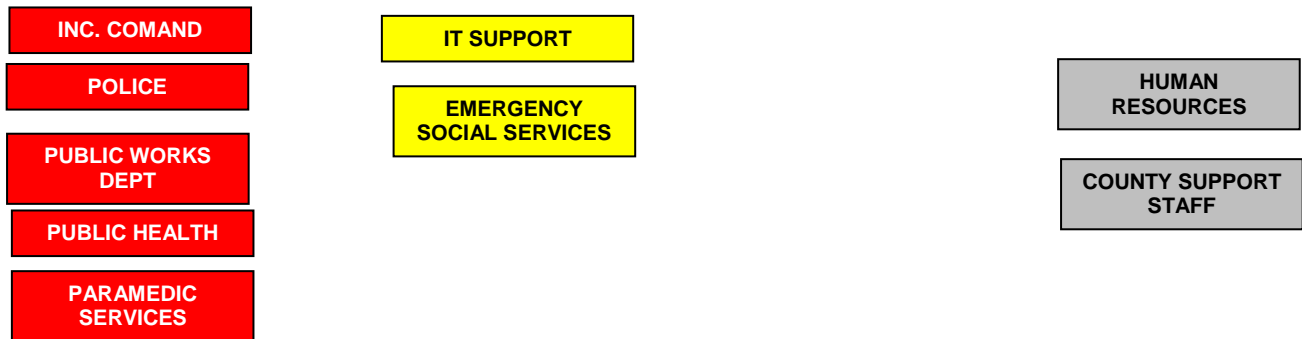 INC. COMAND
POLICE
PUBLIC WORKS
DEPT
PUBLIC HEALTH
PARAMEDIC
SERVICES
IT SUPPORT
EMERGENCY
SOCIAL SERVICES
HUMAN
RESOURCES
COUNTY SUPPORT
STAFF